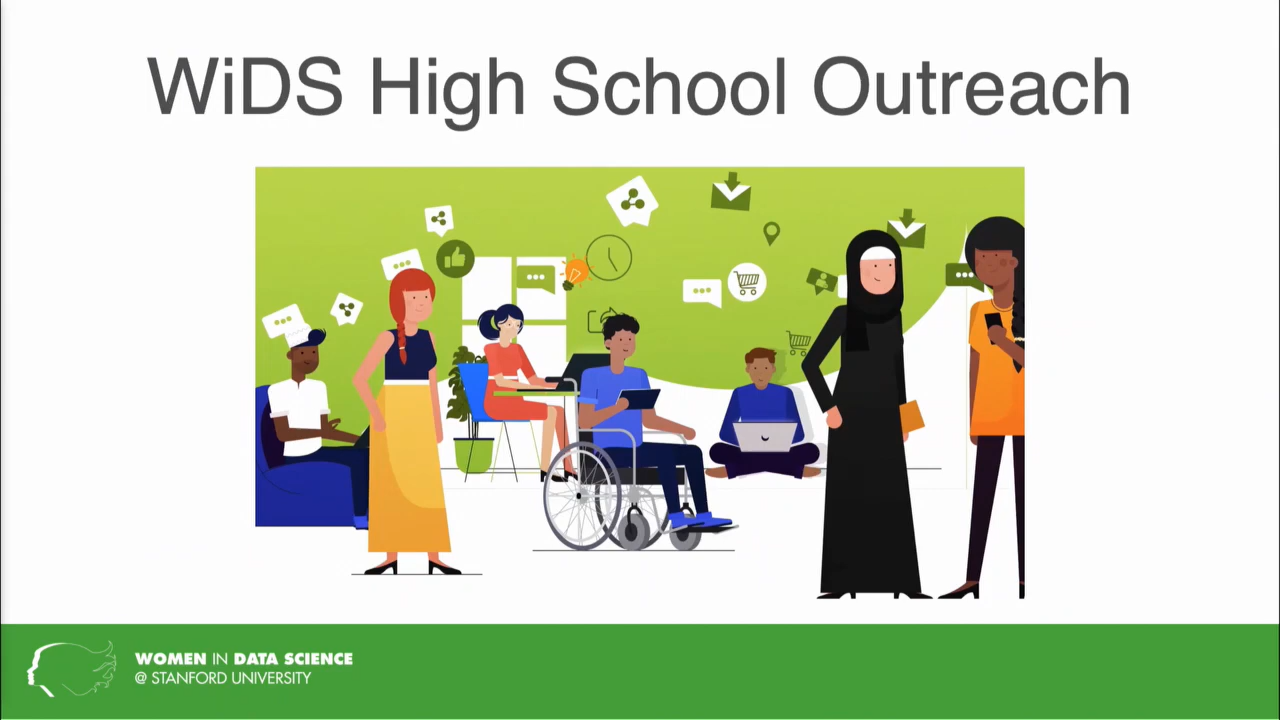 WiDS High School Outreach
WOMEN IN DATA SCIENCE
@ STANFORD UNIVERSITY